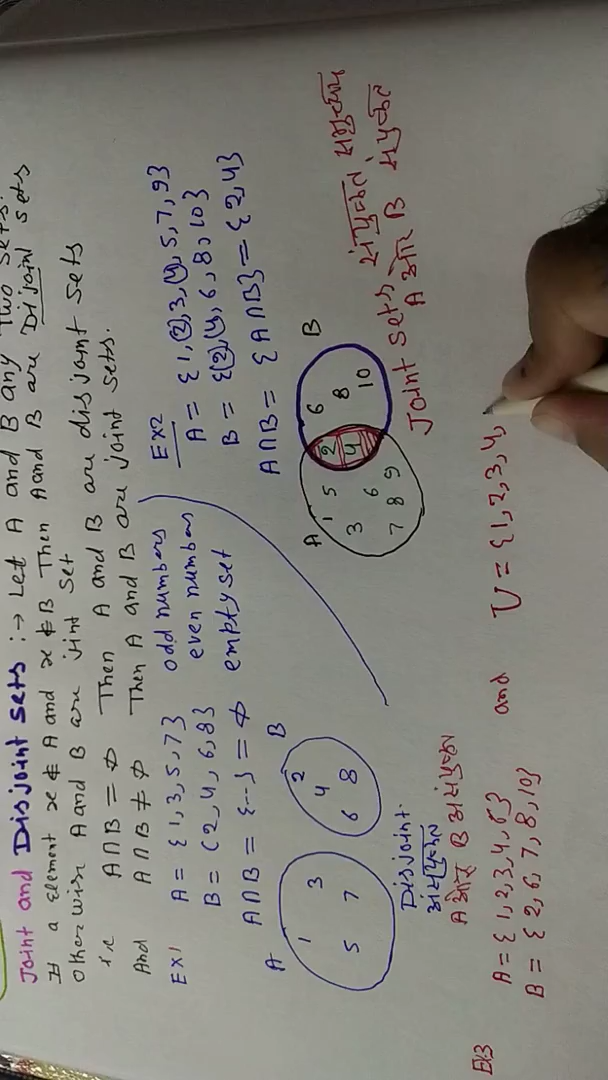 Joint and Disjoint sets :→ Let A and B any Two sets.
If a element x ∉ A and x ∉ B Then A and B are Disjoint sets
otherwise A and B are jint set
i.e A∩B = ϕ Then A and B are disjoint sets
And A∩B ≠ ϕ Then A and B are joint sets.
EX1 A = {1,3,5,7} odd numbers
B = {2,4,6,8} even numbers
A∩B = {--} = ϕ empty set
A B
1 3
5 7
2
4
6 8
Disjoint.
असंयुक्त
A और B असंयुक्त
EX2
A = {1,2,3,4,5,7,9}
B = {2,4,6,8,10}
A∩B = {A∩B} = {2,4}
A B
1 5
3 6
7 8 9
2
4
6
8
10
Joint sets संयुक्त समुच्चय
A और B संयुक्त
Ex3
A = {1,2,3,4,6} and U = {1,2,3,4,
B = {2,6,7,8,10}